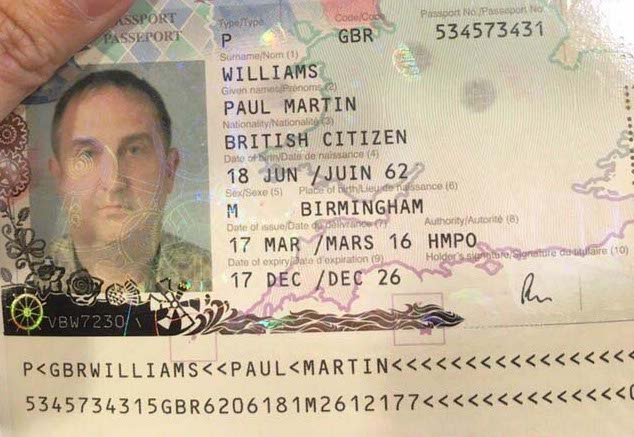 PASSPORT
PASSEPORT
Type/Type Code/Code Passport No./Passeport No.
P GBR 534573431
Surname/Nom (1)
WILLIAMS
Given names/Prénoms (2)
PAUL MARTIN
Nationality/Nationalité (3)
BRITISH CITIZEN
Date of birth/Date de naissance (4)
18 JUN /JUIN 62
Sex/Sexe (5) Place of birth/Lieu de naissance (6)
M BIRMINGHAM
Date of issue/Date de délivrance (7) Authority/Autorité (8)
17 MAR /MARS 16 HMPO
Date of expiry/Date d'expiration (9) Holder's signature/Signature du titulaire (10)
17 DEC /DEC 26
VBW7230
P<GBRWILLIAMS<<PAUL<MARTIN<<<<<<<<<<<<<<<<<
5345734315GBR6206181M2612177<<<<<<<<<<<<<<0